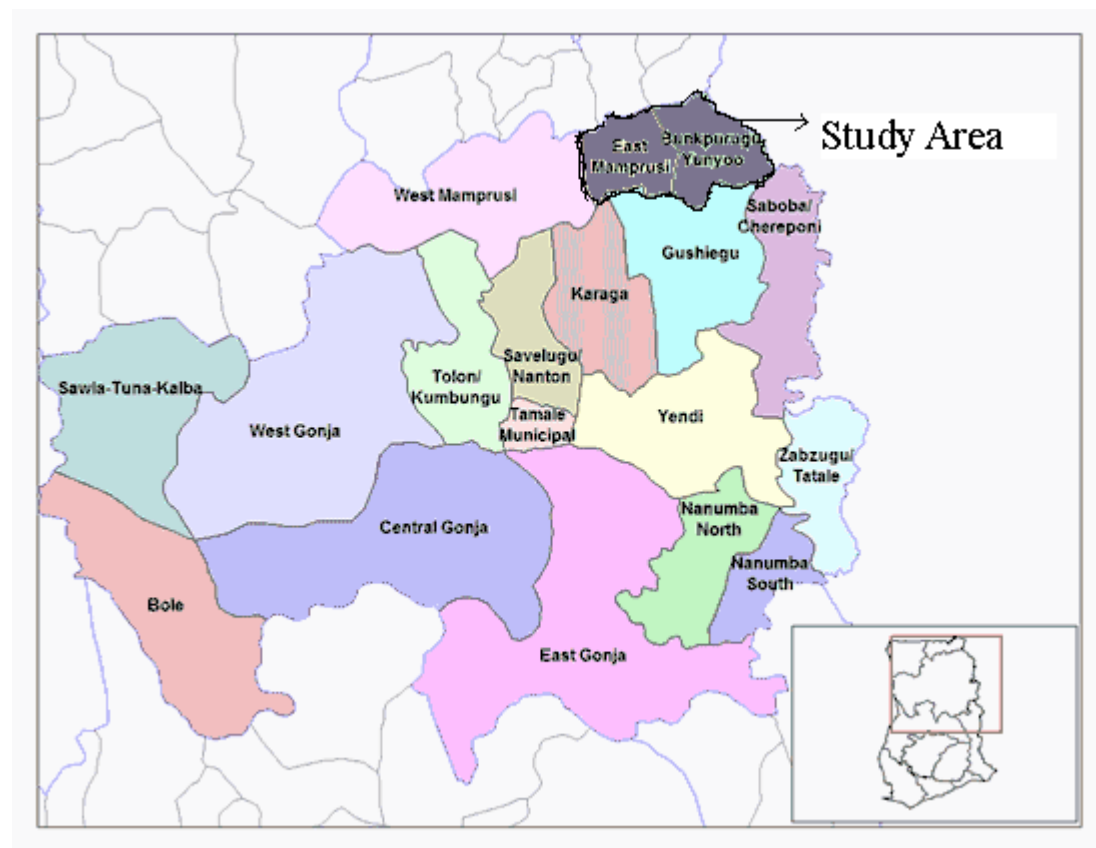 East
Mamprusi
Bunkpurugu
Yunyoo
Study Area
West Mamprusi
Saboba/
Chereponi
Gushiegu
Karaga
Savelugu/
Nanton
Tolon/
Kumbungu
Sawla-Tuna-Kalba
Tamale
Municipal
Yendi
West Gonja
Zabzugu/
Tatale
Nanumba
North
Central Gonja
Nanumba
South
Bole
East Gonja